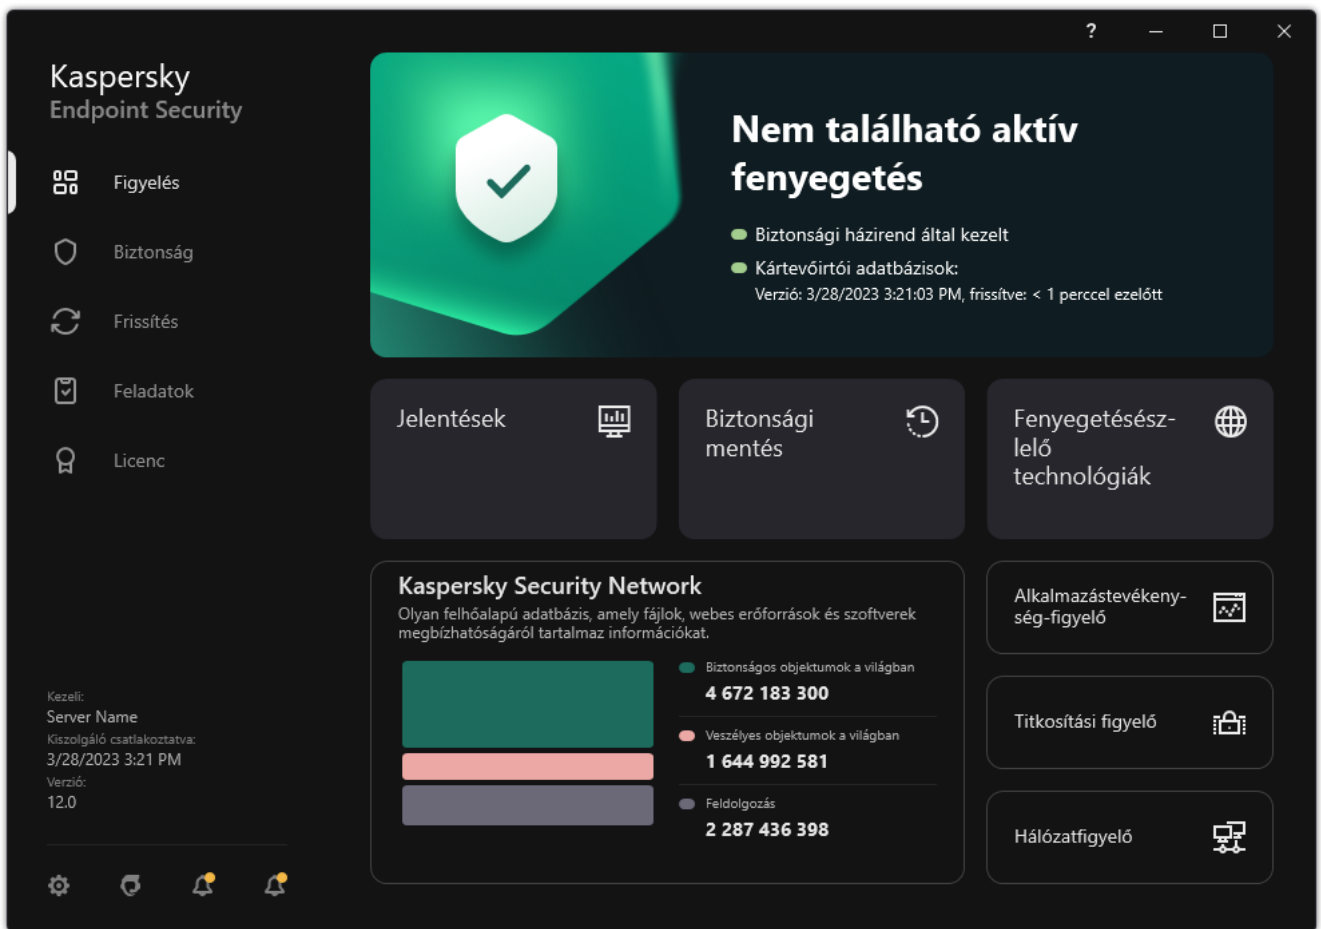 ?
Kaspersky
Endpoint Security
Figyelés
Biztonság
Frissítés
Feladatok
Licenc
Kezeli:
Server Name
Kiszolgáló csatlakoztatva:
3/28/2023 3:21 PM
Verzió:
12.0
Nem található aktív
fenyegetés
Biztonsági házirend által kezelt
Kártevőirtói adatbázisok:
Verzió: 3/28/2023 3:21:03 PM, frissítve: < 1 perccel ezelőtt
Jelentések
Biztonsági
mentés
Fenyegetésész-
lelő
technológiák
Kaspersky Security Network
Olyan felhőalapú adatbázis, amely fájlok, webes erőforrások és szoftverek
megbízhatóságáról tartalmaz információkat.
Biztonságos objektumok a világban
4 672 183 300
Veszélyes objektumok a világban
1 644 992 581
Feldolgozás
2 287 436 398
Alkalmazástevékeny-
ség-figyelő
Titkosítási figyelő
Hálózatfigyelő